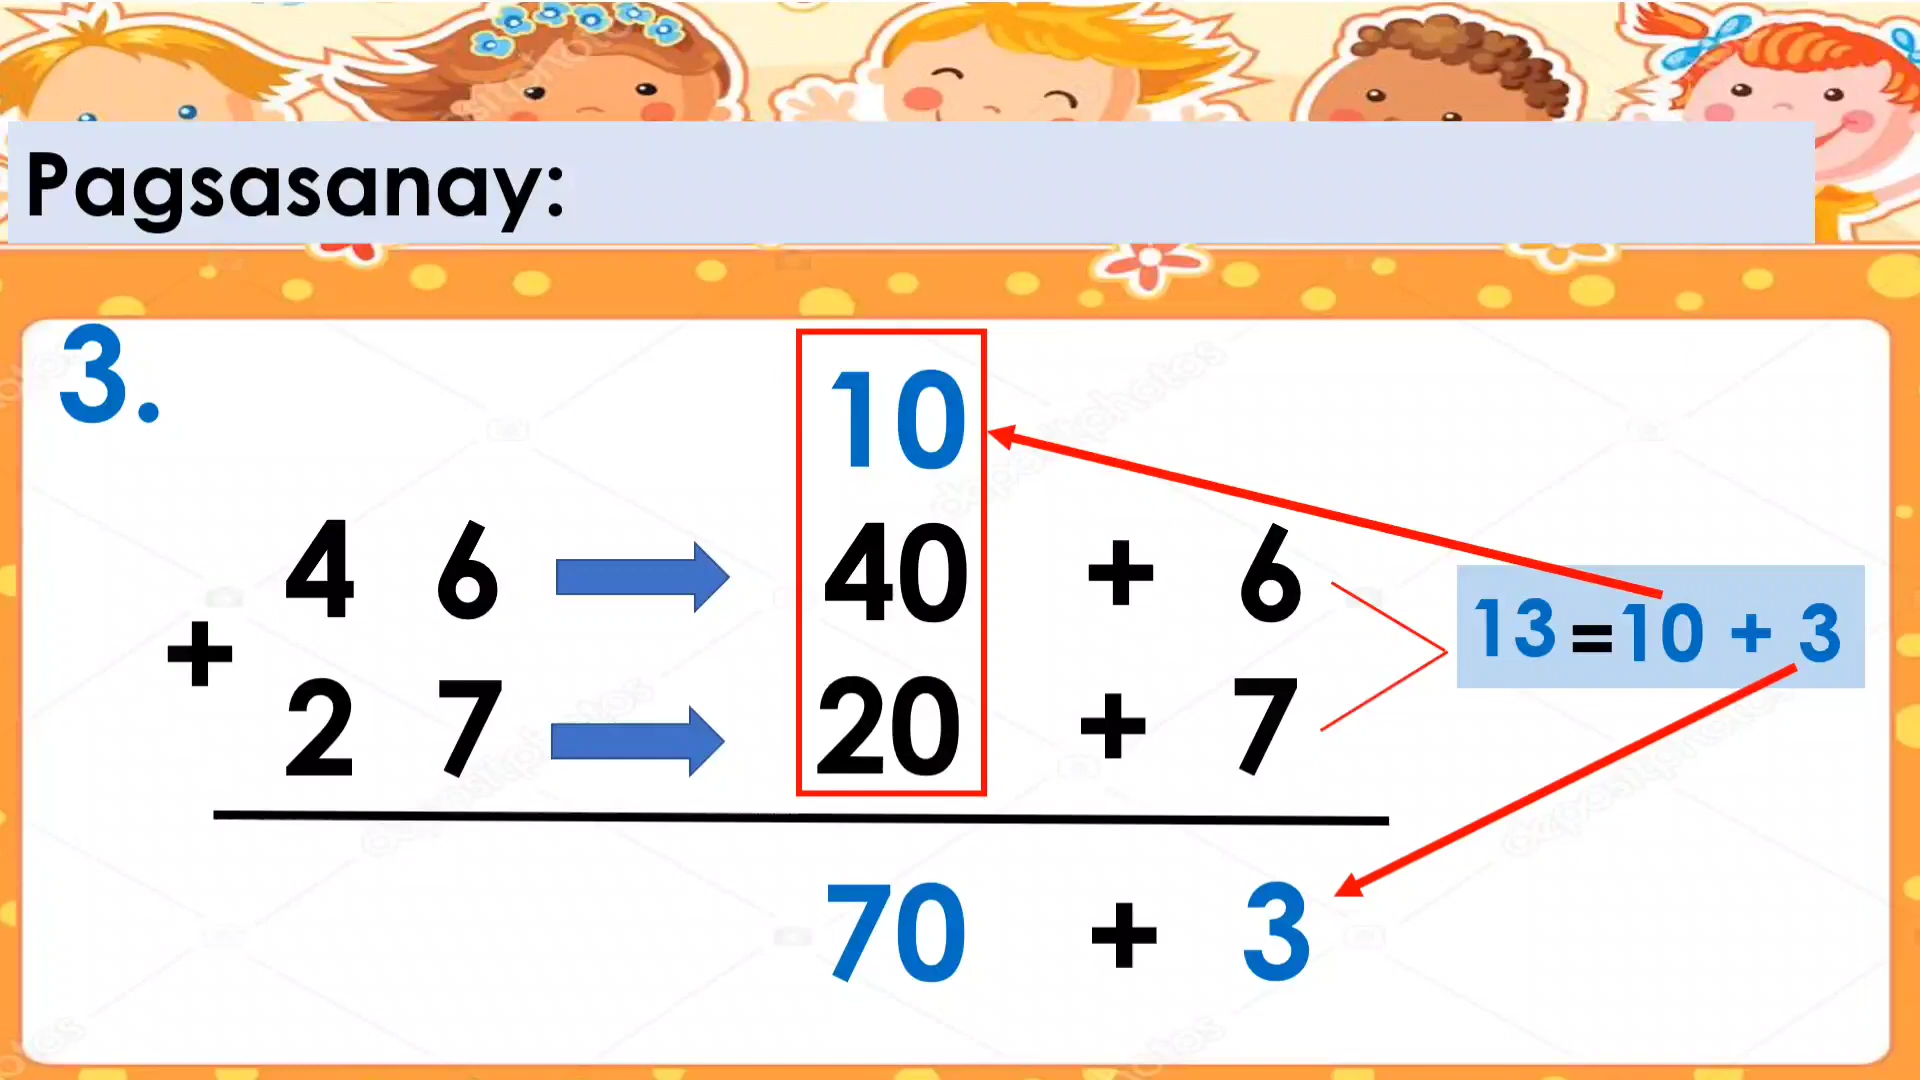 Pagsasanay:
3.
10
4 6 40 + 6
+
13 = 10 + 3
2 7 20 + 7
70 + 3